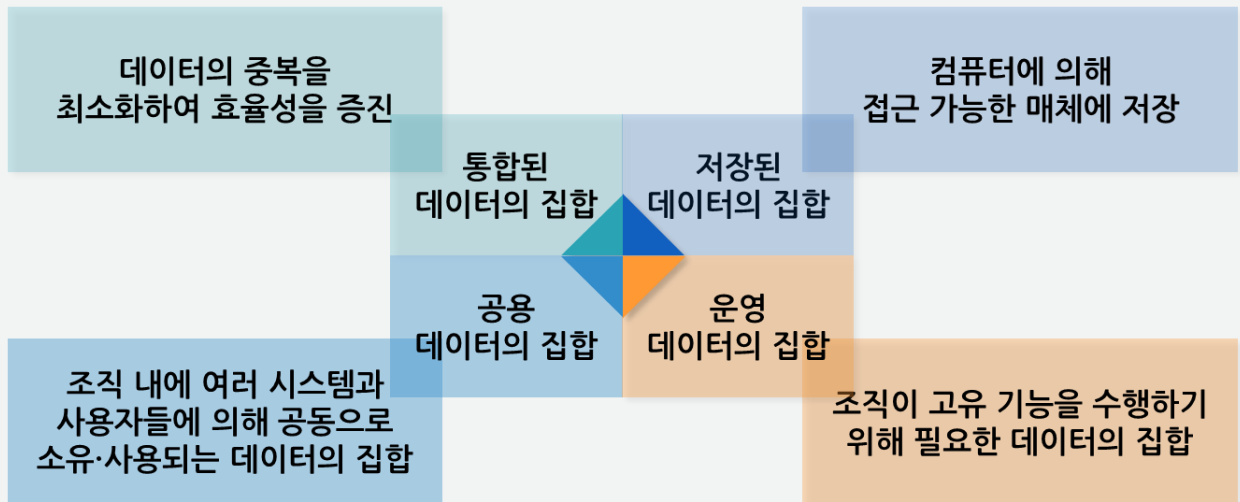 데이터의 중복을
최소화하여 효율성을 증진
컴퓨터에 의해
접근 가능한 매체에 저장
통합된
데이터의 집합
저장된
데이터의 집합
공용
데이터의 집합
운영
데이터의 집합
조직 내에 여러 시스템과
사용자들에 의해 공동으로
소유·사용되는 데이터의 집합
조직이 고유 기능을 수행하기
위해 필요한 데이터의 집합